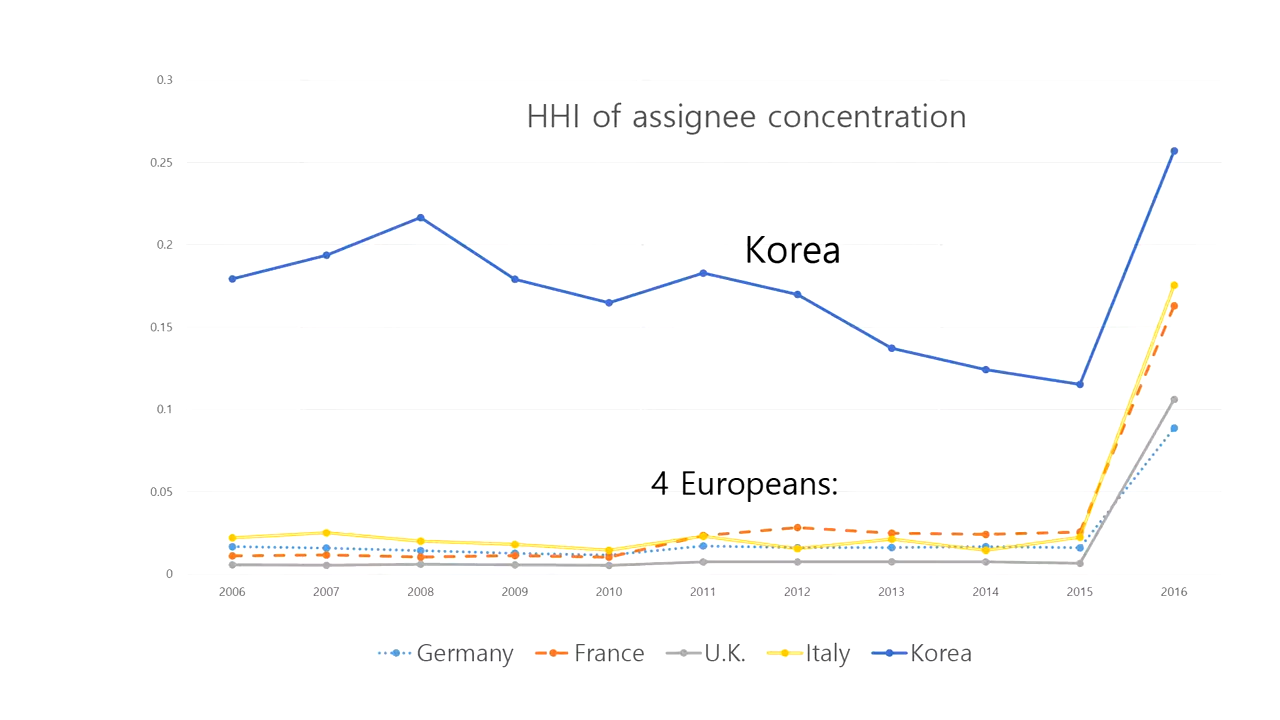 0.3
HHI of assignee concentration
0.25
0.2
Korea
0.15
0.1
4 Europeans:
0.05
0
2006 2007 2008 2009 2010 2011 2012 2013 2014 2015 2016
Germany France U.K. Italy Korea